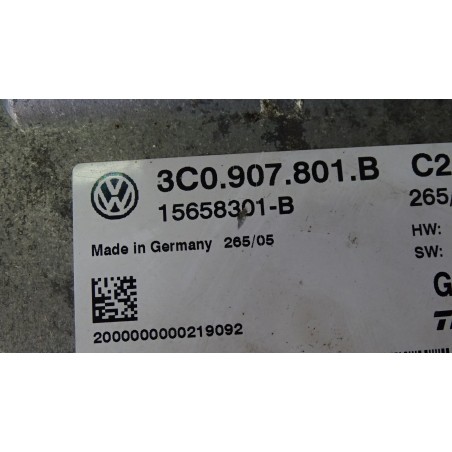 3C0.907.801.B C2
15658301-B 265/
Made in Germany 265/05 HW:
SW:
G
2000000000219092